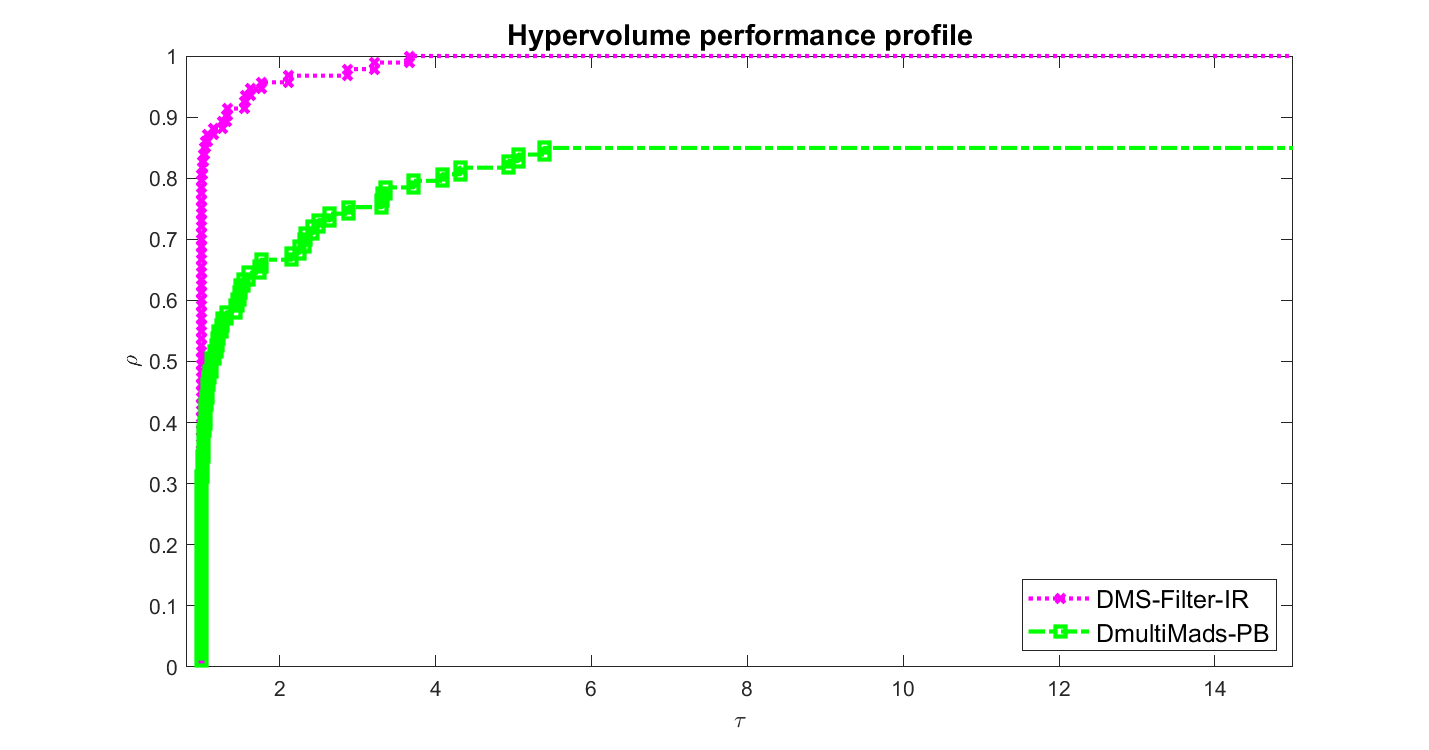 Hypervolume performance profile
1
0.9
0.8
0.7
0.6
0.5
0.4
0.3
0.2
0.1
0
ρ
2 4 6 8 10 12 14
τ
DMS-Filter-IR
DmultiMads-PB